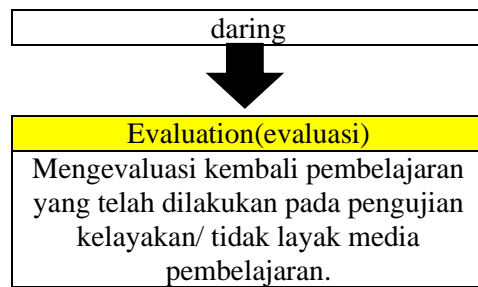 daring
Evaluation(evaluasi)
Mengevaluasi kembali pembelajaran
yang telah dilakukan pada pengujian
kelayakan/ tidak layak media
pembelajaran.